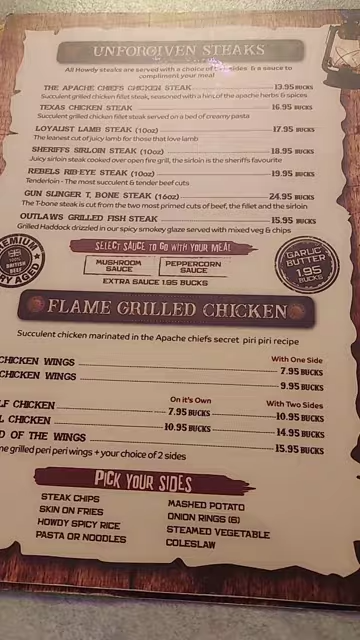 UNFORGIVEN STEAKS
All Howdy steaks are served with a choice of sides & a sauce to
compliment your meal
THE APACHE CHIEFS CHICKEN STEAK 13.95 BUCKS
Succulent grilled chicken fillet steak, seasoned with a hint of the apache herbs & spices
TEXAS CHICKEN STEAK 16.95 BUCKS
Succulent grilled chicken fillet steak served on a bed of creamy pasta
LOYALIST LAMB STEAK (10oz) 17.95 BUCKS
The leanest cut of juicy lamb for those that love lamb
SHERIFFS SIRLOIN STEAK (10oz) 18.95 BUCKS
Juicy sirloin steak cooked over open fire grill, the sirloin is the sheriffs favourite
REBELS RIB-EYE STEAK (10oz) 19.95 BUCKS
Tenderloin - The most succulent & tender beef cuts
GUN SLINGER T. BONE STEAK (16oz) 24.95 BUCKS
The T-bone steak is cut from the two most primed cuts of beef, the fillet and the sirloin
OUTLAWS GRILLED FISH STEAK 15.95 BUCKS
Grilled Haddock drizzled in our spicy smokey glaze served with mixed veg & chips
PREMIUM
100%
BRITISH
BEEF
DRY AGED
SELECT SAUCE TO GO WITH YOUR MEAL
MUSHROOM SAUCE
PEPPERCORN SAUCE
EXTRA SAUCE 1.95 BUCKS
GARLIC
BUTTER
1.95
BUCKS
FLAME GRILLED CHICKEN
Succulent chicken marinated in the Apache chiefs secret piri piri recipe
With One Side
CHICKEN WINGS 7.95 BUCKS
CHICKEN WINGS 9.95 BUCKS
On it's Own With Two Sides
LF CHICKEN 7.95 BUCKS 10.95 BUCKS
L CHICKEN 10.95 BUCKS 14.95 BUCKS
D OF THE WINGS 15.95 BUCKS
me grilled peri peri wings + your choice of 2 sides
PICK YOUR SIDES
STEAK CHIPS
SKIN ON FRIES
HOWDY SPICY RICE
PASTA OR NOODLES
MASHED POTATO
ONION RINGS (6)
STEAMED VEGETABLE
COLESLAW